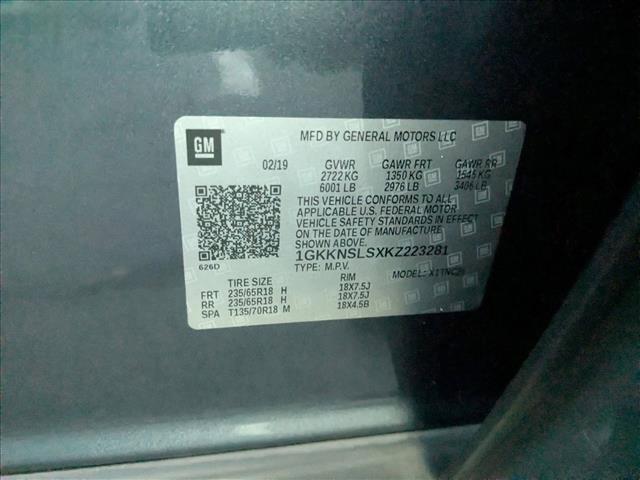 GM
MFD BY GENERAL MOTORS LLC
02/19 GVWR GAWR FRT GAWR RR
2722 KG 1350 KG 1545 KG
6001 LB 2976 LB 3406 LB
THIS VEHICLE CONFORMS TO ALL
APPLICABLE U.S. FEDERAL MOTOR
VEHICLE SAFETY STANDARDS IN EFFECT
ON THE DATE OF MANUFACTURE
SHOWN ABOVE.
626D
1GKKNSLSXKZ223281
TYPE: M.P.V. MODEL:
TIRE SIZE RIM
FRT 235/65R18 H 18X7.5J
RR 235/65R18 H 18X7.5J
SPA T135/70R18 M 18X4.5B